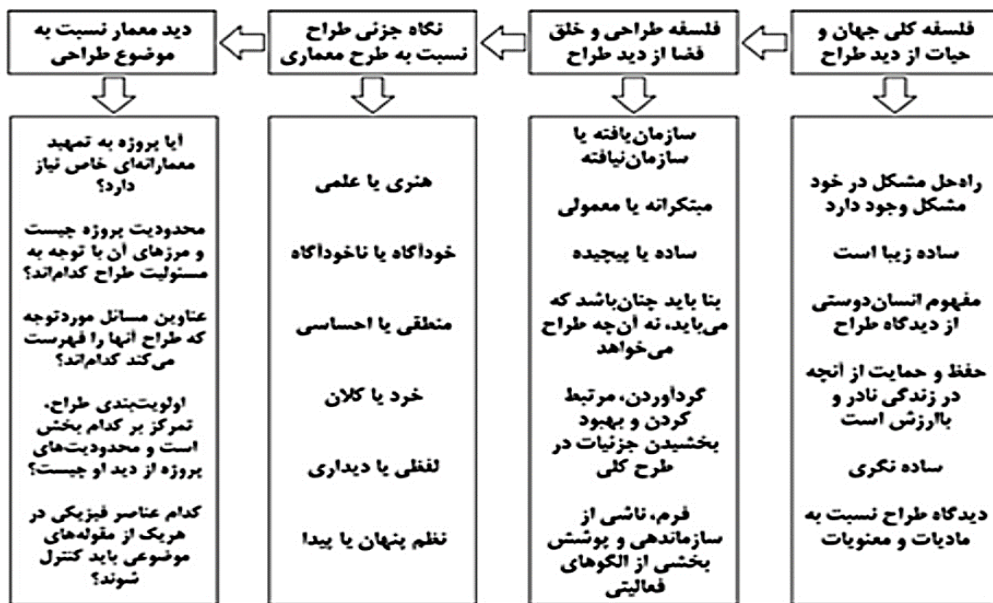 فلسفه کلی جهان و
حیات از دید طراح
فلسفه طراحی و خلق
فضا از دید طراح
نگاه جزئی طراح
نسبت به طرح معماری
دید معمار نسبت به
موضوع طراحی
راه‌حل مشکل در خود
مشکل وجود دارد
ساده زیبا است
مفهوم انسان‌دوستی
از دیدگاه طراح
حفظ و حمایت از آنچه
در زندگی نادر و
باارزش است
ساده نگری
دیدگاه طراح نسبت به
مادیات و معنویات
سازمان‌یافته یا
سازمان‌نیافته
مبتکرانه یا معمولی
ساده یا پیچیده
بنا باید چنان‌باشد که
می‌باید، نه آن‌چه طراح
می‌خواهد
گردآوردن، مرتبط
کردن و بهبود
بخشیدن جزئیات در
طرح کلی
فرم، ناشی از
سازماندهی و پوشش
بخشی از الگوهای
فعالیتی
هنری یا علمی
خودآگاه یا ناخودآگاه
منطقی یا احساسی
خرد یا کلان
لفظی یا دیداری
نظم پنهان یا پیدا
آیا پروژه به تمهید
معمارانه‌ای خاص نیاز
دارد؟
محدودیت پروژه چیست
و مرزهای آن با توجه به
مسئولیت طراح کدام‌اند؟
عناوین مسائل موردتوجه
که طراح آنها را فهرست
می‌کند کدام‌اند؟
اولویت‌بندی طراح،
تمرکز بر کدام بخش
است و محدودیت‌های
پروژه از دید او چیست؟
کدام عناصر فیزیکی در
هریک از مقوله‌های
موضوعی باید کنترل
شوند؟